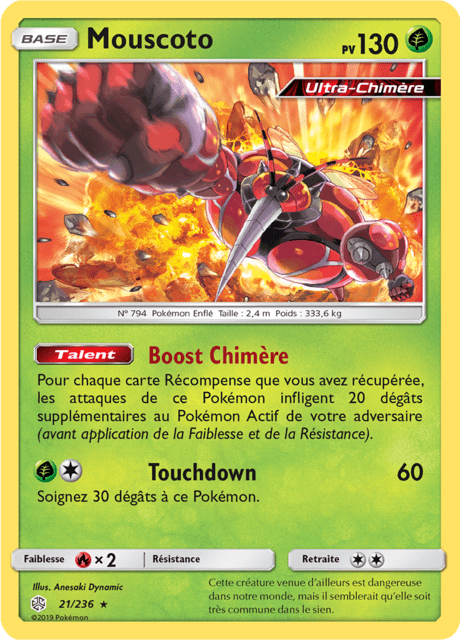 BASE Mouscoto PV 130
Ultra-Chimère
N° 794 Pokémon Enflé Taille : 2,4 m Poids : 333,6 kg
Talent Boost Chimère
Pour chaque carte Récompense que vous avez récupérée,
les attaques de ce Pokémon infligent 20 dégâts
supplémentaires au Pokémon Actif de votre adversaire
(avant application de la Faiblesse et de la Résistance).
Touchdown 60
Soignez 30 dégâts à ce Pokémon.
Faiblesse × 2 Résistance Retraite
Illus. Anesaki Dynamic
21/236 ★
©2019 Pokémon
Cette créature venue d'ailleurs est dangereuse
dans notre monde, mais il semblerait qu'elle soit
très commune dans le sien.